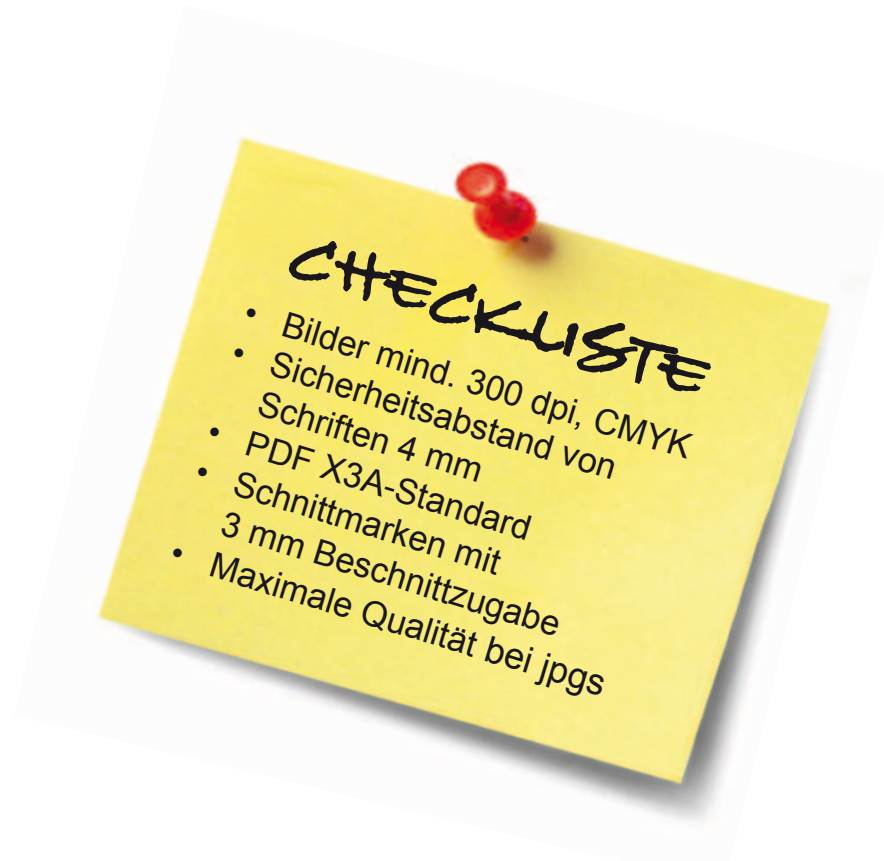 CHECKLISTE
• Bilder mind. 300 dpi, CMYK
• Sicherheitsabstand von
Schriften 4 mm
• PDF X3A-Standard
• Schnittmarken mit
3 mm Beschnittzugabe
• Maximale Qualität bei jpgs